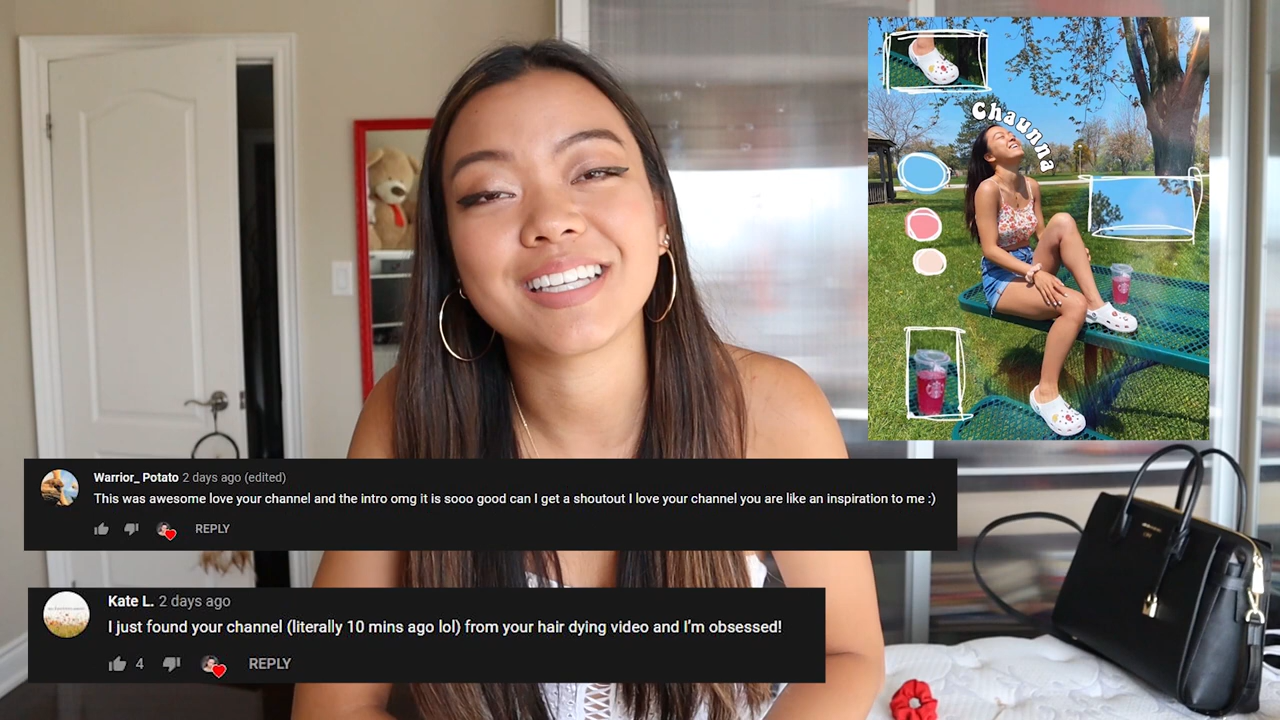 Chaunna
Warrior_ Potato 2 days ago (edited)
This was awesome love your channel and the intro omg it is sooo good can I get a shoutout I love your channel you are like an inspiration to me :)
REPLY
Kate L. 2 days ago
I just found your channel (literally 10 mins ago lol) from your hair dying video and I'm obsessed!
4 REPLY